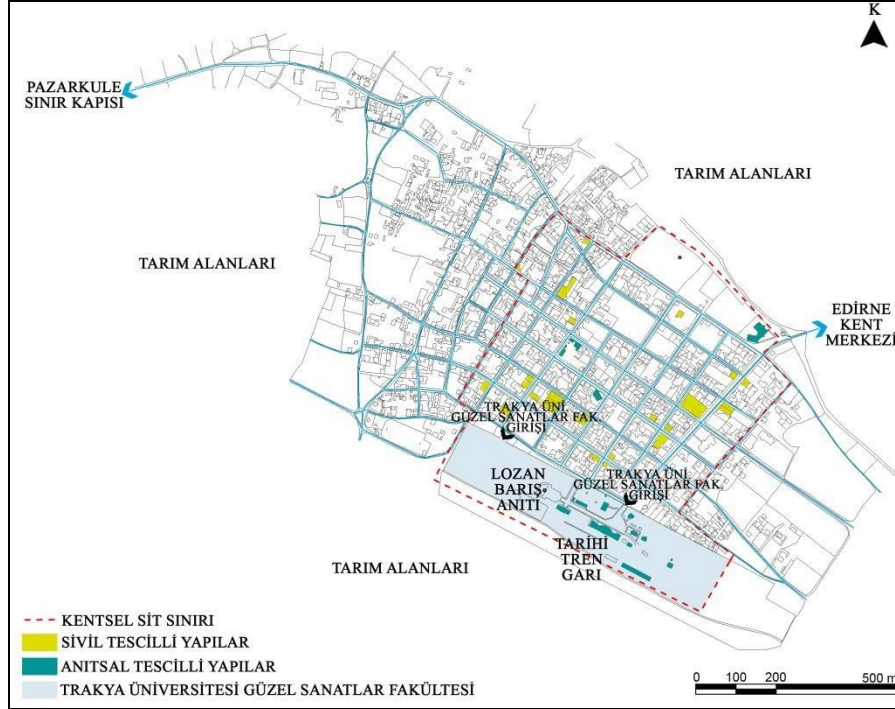 K
PAZARKULE
SINIR KAPISI
TARIM ALANLARI
TARIM ALANLARI
EDİRNE
KENT
MERKEZİ
TRAKYA ÜNİ.
GÜZEL SANATLAR FAK.
GİRİŞİ
LOZAN
BARIŞ
ANITI
TRAKYA ÜNİ.
GÜZEL SANATLAR FAK.
GİRİŞİ
TARİHİ
TREN
GARI
TARIM ALANLARI
KENTSEL SİT SINIRI
SİVİL TESCİLLİ YAPILAR
ANITSAL TESCİLLİ YAPILAR
TRAKYA ÜNİVERSİTESİ GÜZEL SANATLAR FAKÜLTESİ
0 100 200 500 m